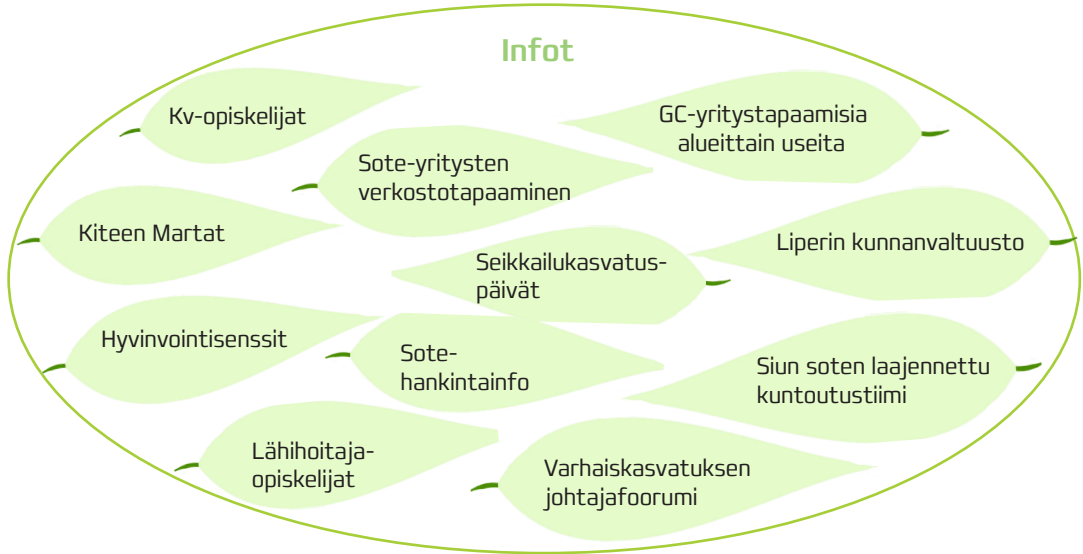 Infot
Kv-opiskelijat
GC-yritystapaamisia
alueittain useita
Sote-yritysten
verkostotapaaminen
Kiteen Martat
Seikkailukasvatus-
päivät
Liperin kunnanvaltuusto
Hyvinvointisenssit
Sote-
hankintainfo
Siun soten laajennettu
kuntoutustiimi
Lähihoitaja-
opiskelijat
Varhaiskasvatuksen
johtajafoorumi